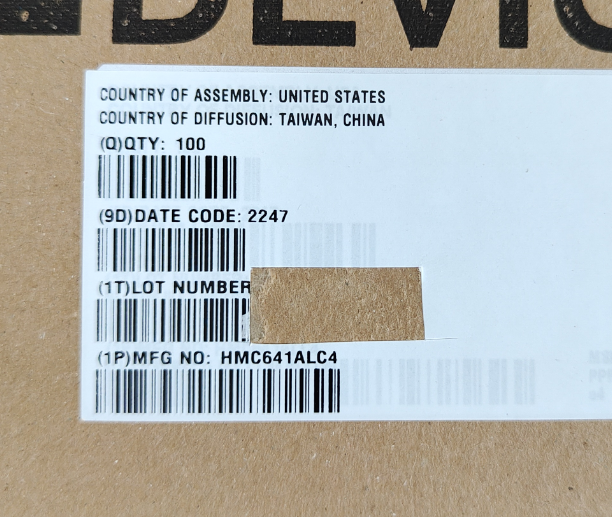 DEVIC
COUNTRY OF ASSEMBLY: UNITED STATES
COUNTRY OF DIFFUSION: TAIWAN, CHINA
(Q)QTY: 100
(9D)DATE CODE: 2247
(1T)LOT NUMBER
(1P)MFG NO: HMC641ALC4